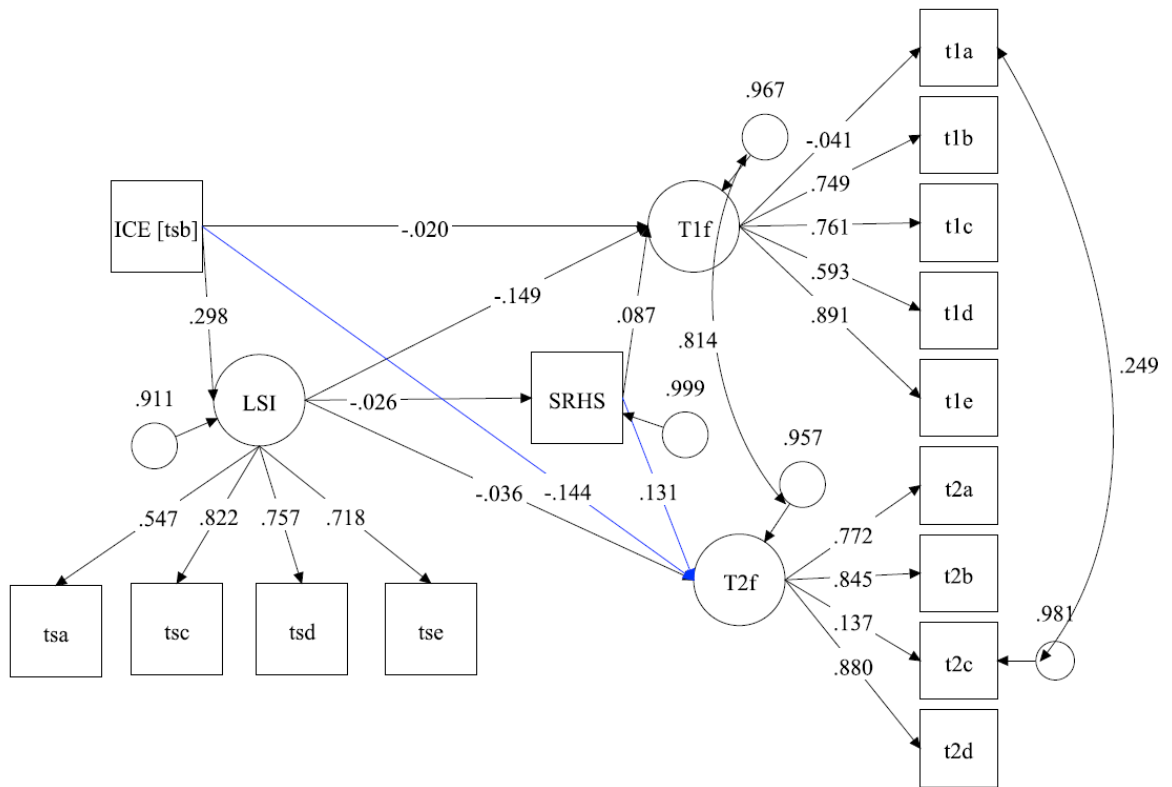 t1a
.967
-.041
t1b
.749
ICE [tsb]
-.020
T1f
.761
t1c
.593
t1d
-.149
.298
.087
.891
.814
.249
t1e
.911
LSI
-.026
SRHS
.999
.957
t2a
-.036
-.144
.131
.772
.547
.822
.757
.718
T2f
.845
t2b
.137
.981
tsa
tsc
tsd
tse
.880
t2c
t2d